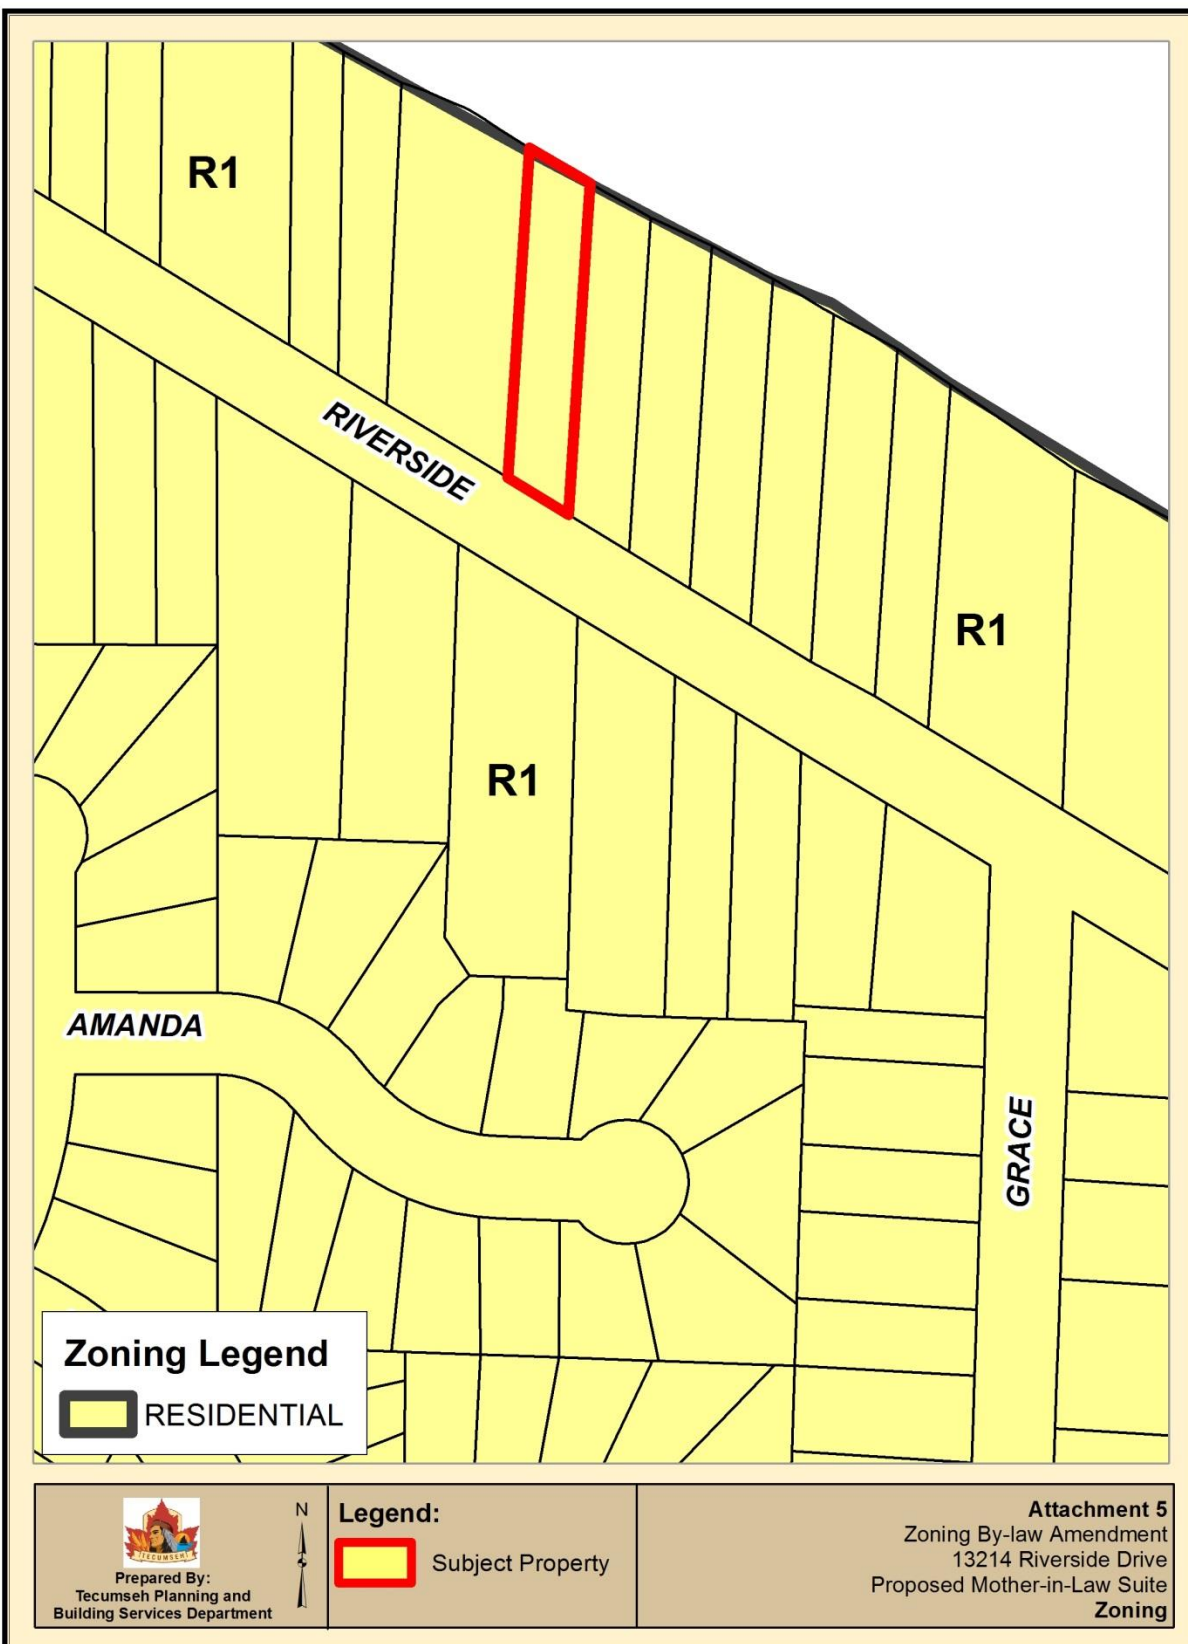 R1
RIVERSIDE
R1
R1
AMANDA
GRACE
Zoning Legend
RESIDENTIAL
TECUMSEH
Prepared By:
Tecumseh Planning and
Building Services Department
N
Legend:
Subject Property
Attachment 5
Zoning By-law Amendment
13214 Riverside Drive
Proposed Mother-in-Law Suite
Zoning